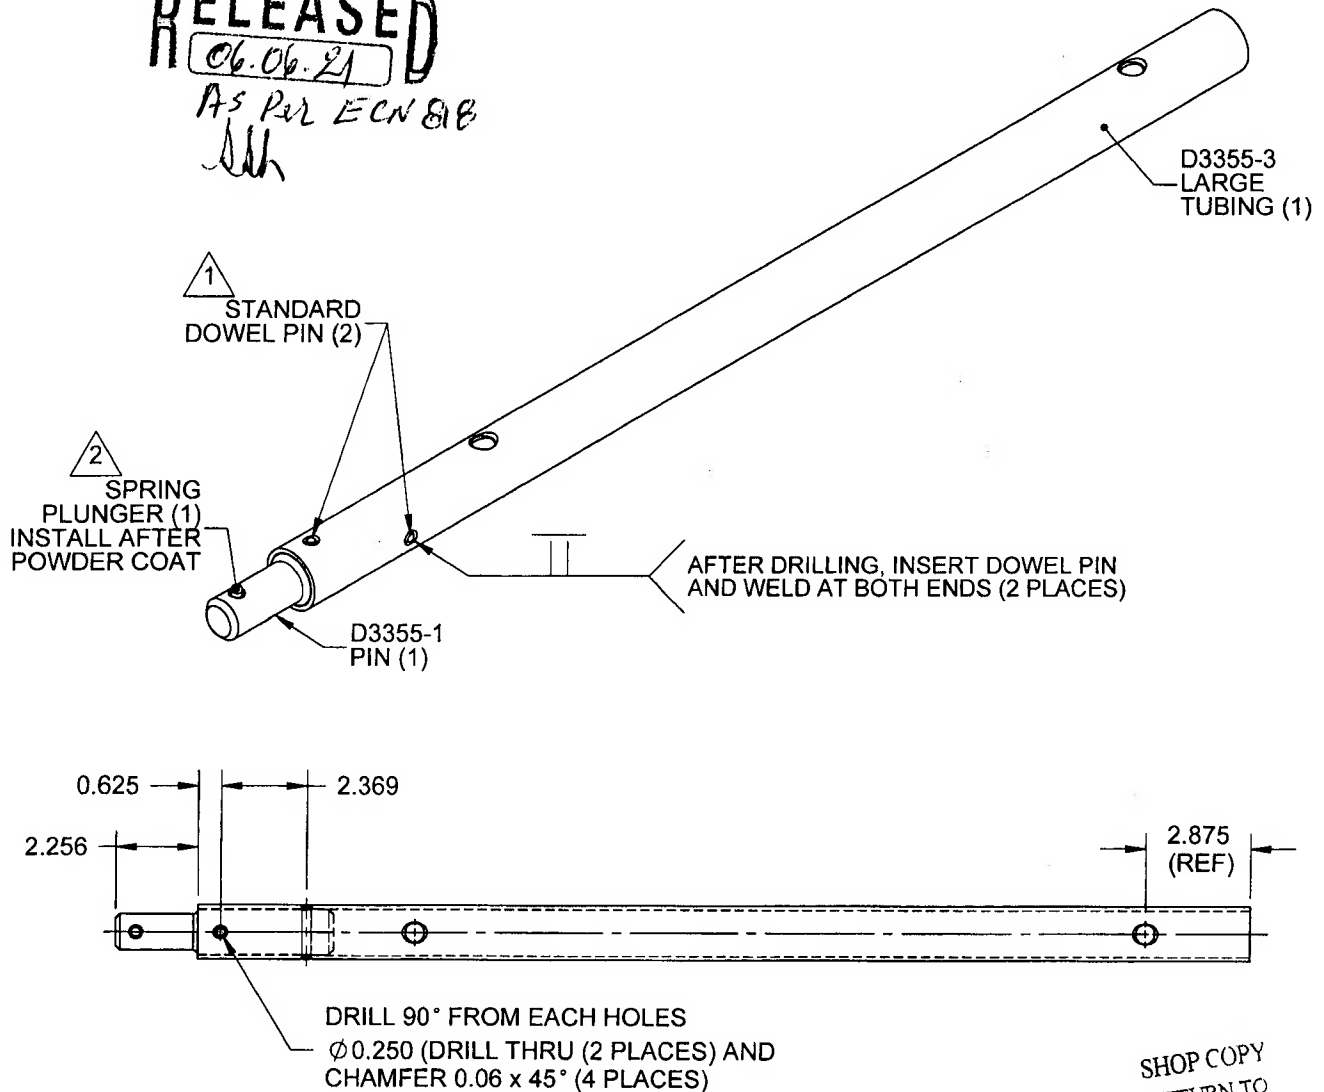 RELEASED
06.06.21
As Per ECN 818
D3355-3
LARGE
TUBING (1)
1
STANDARD
DOWEL PIN (2)
2
SPRING
PLUNGER (1)
INSTALL AFTER
POWDER COAT
AFTER DRILLING, INSERT DOWEL PIN
AND WELD AT BOTH ENDS (2 PLACES)
D3355-1
PIN (1)
0.625
2.369
2.256
2.875
(REF)
DRILL 90° FROM EACH HOLES
Ø0.250 (DRILL THRU (2 PLACES) AND
CHAMFER 0.06 x 45° (4 PLACES)
SHOP COPY